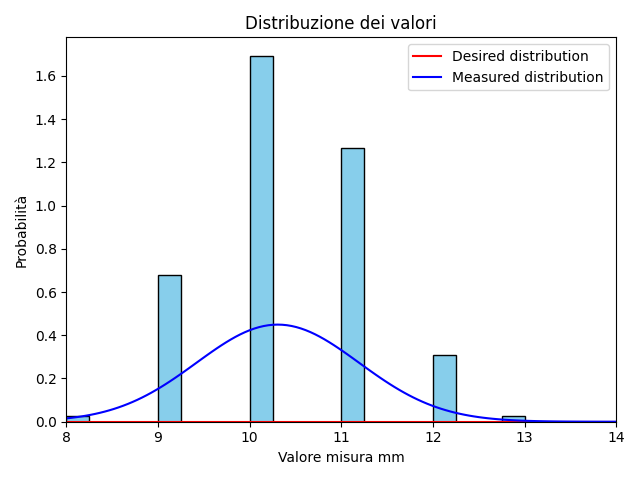 Distribuzione dei valori
Desired distribution
Measured distribution
Probabilità
1.6
1.4
1.2
1.0
0.8
0.6
0.4
0.2
0.0
8 9 10 11 12 13 14
Valore misura mm